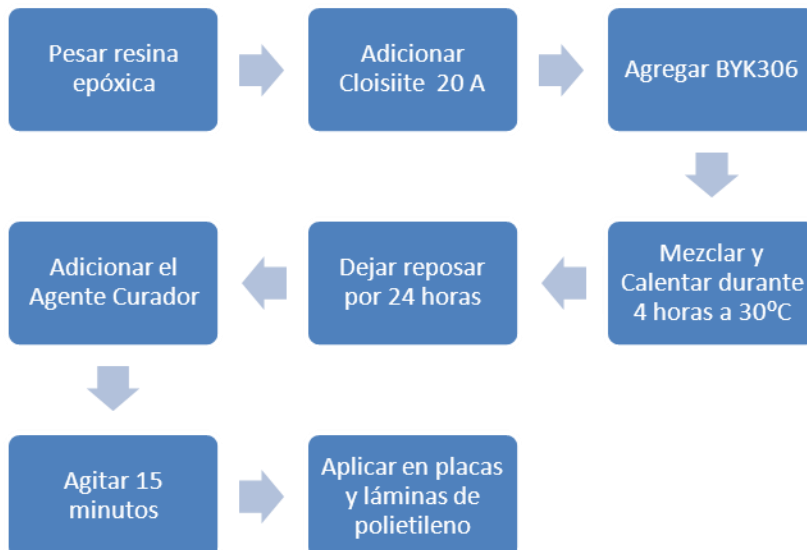 Pesar resina
epóxica
Adicionar
Cloisiite 20 A
Agregar BYK306
Mezclar y
Calentar durante
4 horas a 30⁰C
Dejar reposar
por 24 horas
Adicionar el
Agente Curador
Agitar 15
minutos
Aplicar en placas
y láminas de
polietileno